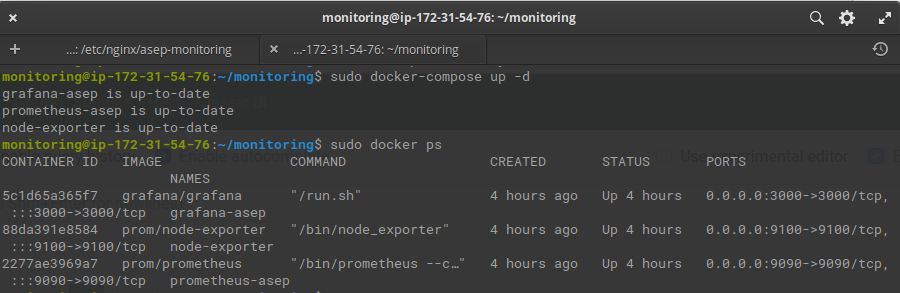 monitoring@ip-172-31-54-76: ~/monitoring
...: /etc/nginx/asep-monitoring
...-172-31-54-76: ~/monitoring
monitoring@ip-172-31-54-76:~/monitoring$ sudo docker-compose up -d
grafana-asep is up-to-date
prometheus-asep is up-to-date
node-exporter is up-to-date
monitoring@ip-172-31-54-76:~/monitoring$ sudo docker ps
Enable autocom
Use experimental editor
CONTAINER ID IMAGE COMMAND CREATED STATUS PORTS
NAMES
5c1d65a365f7 grafana/grafana "/run.sh" 4 hours ago Up 4 hours 0.0.0.0:3000->3000/tcp,
:::3000->3000/tcp grafana-asep
88da391e8584 prom/node-exporter "/bin/node_exporter" 4 hours ago Up 4 hours 0.0.0.0:9100->9100/tcp,
:::9100->9100/tcp node-exporter
2277ae3969a7 prom/prometheus "/bin/prometheus --c…" 4 hours ago Up 4 hours 0.0.0.0:9090->9090/tcp,
:::9090->9090/tcp prometheus-asep